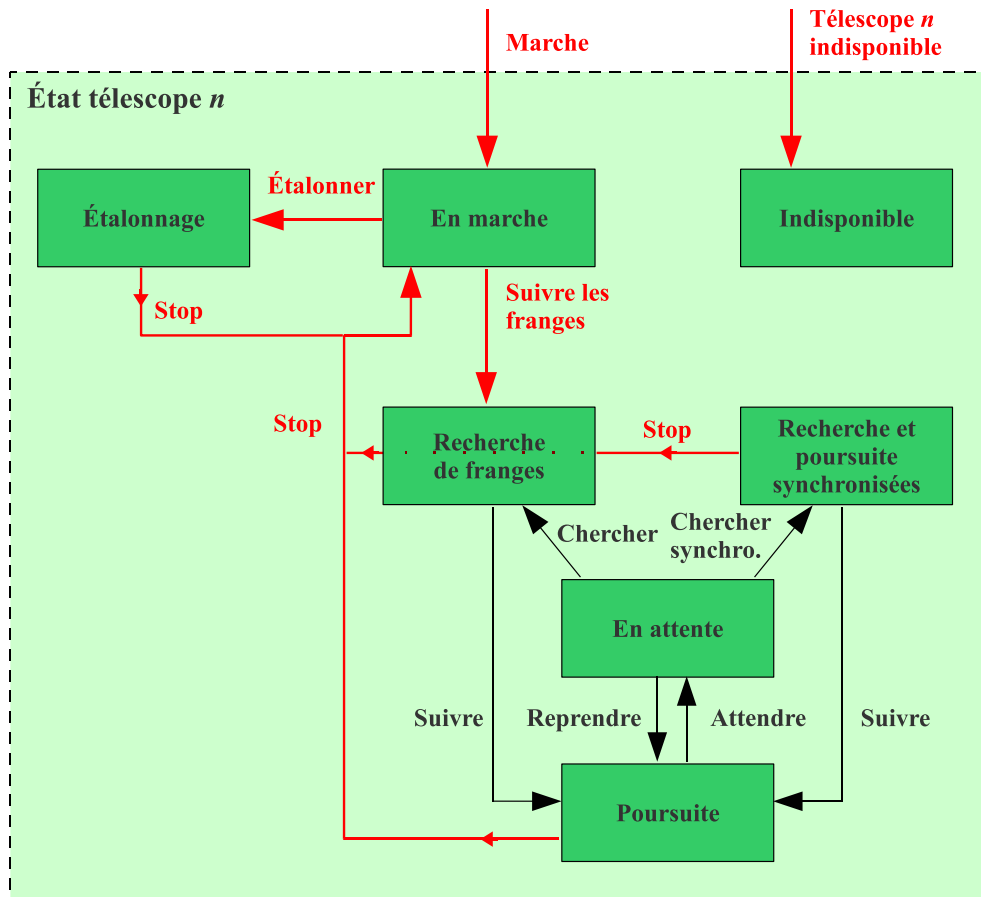 Marche
Télescope n
indisponible
État télescope n
Étalonner
Étalonnage
En marche
Indisponible
Stop
Suivre les
franges
Stop
Recherche
de franges
Stop
Recherche et
poursuite
synchronisées
Chercher
Chercher
synchro.
En attente
Suivre
Reprendre
Attendre
Suivre
Poursuite